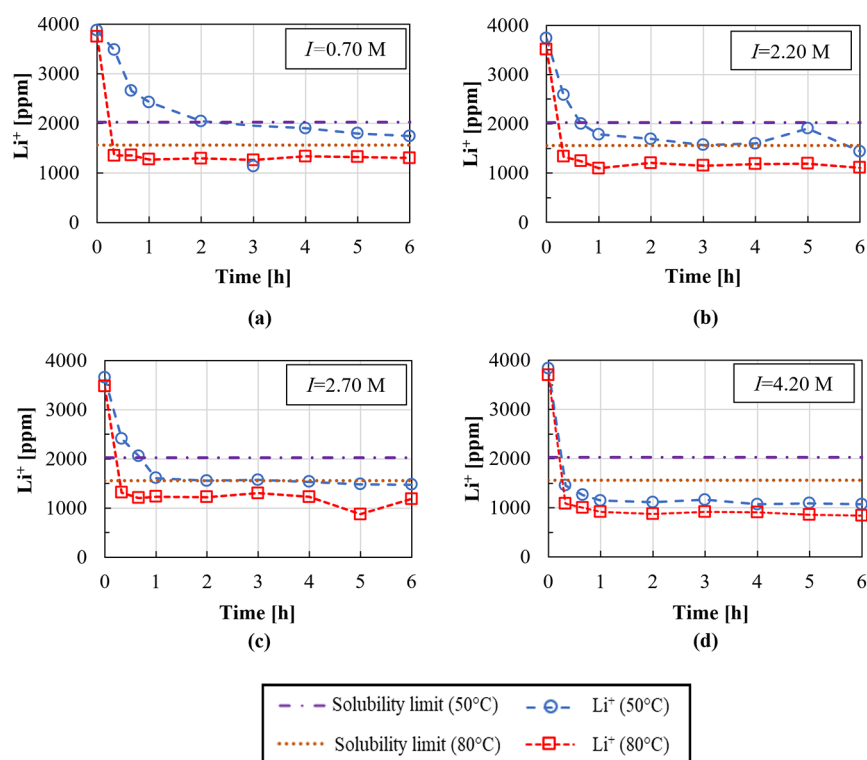 4000
3000
2000
1000
0
Li⁺ [ppm]
I=0.70 M
0 1 2 3 4 5 6
Time [h]
(a)
4000
3000
2000
1000
0
Li⁺ [ppm]
I=2.20 M
0 1 2 3 4 5 6
Time [h]
(b)
4000
3000
2000
1000
0
Li⁺ [ppm]
I=2.70 M
0 1 2 3 4 5 6
Time [h]
(c)
4000
3000
2000
1000
0
Li⁺ [ppm]
I=4.20 M
0 1 2 3 4 5 6
Time [h]
(d)
Solubility limit (50°C) Li⁺ (50°C)
Solubility limit (80°C) Li⁺ (80°C)